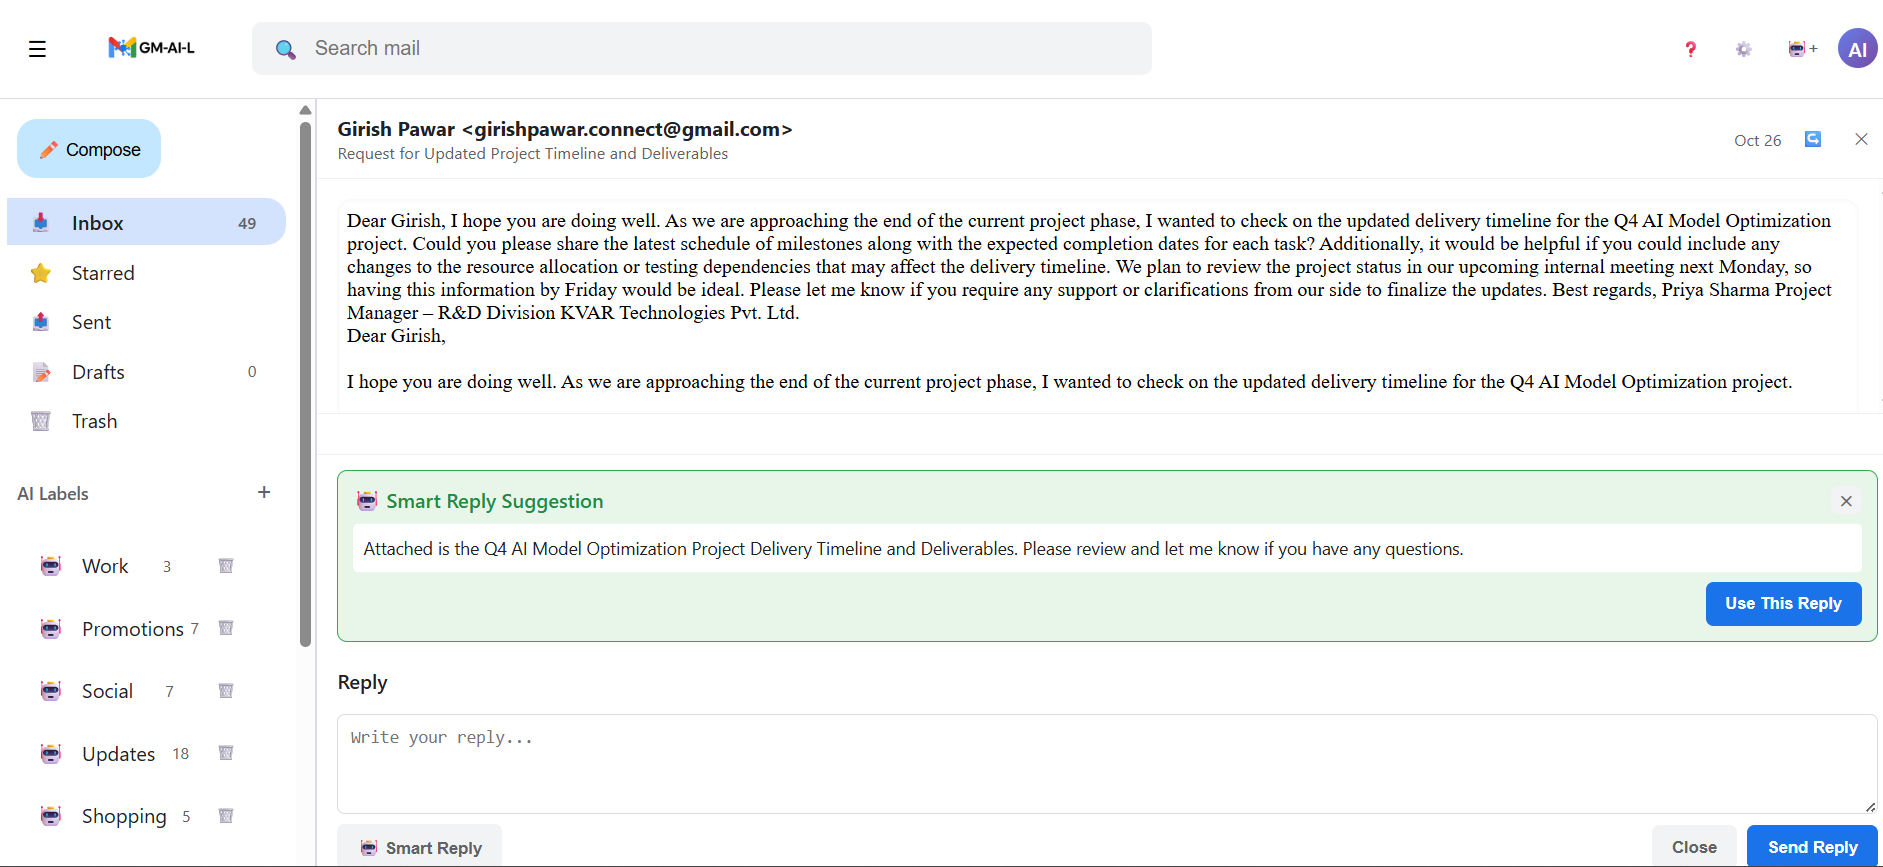 ☰
GM-AI-L
Search mail
?
+
AI
Compose
Inbox 49
Starred
Sent
Drafts 0
Trash
AI Labels +
Work 3
Promotions 7
Social 7
Updates 18
Shopping 5
Girish Pawar <girishpawar.connect@gmail.com>
Request for Updated Project Timeline and Deliverables
Oct 26
Dear Girish, I hope you are doing well. As we are approaching the end of the current project phase, I wanted to check on the updated delivery timeline for the Q4 AI Model Optimization
project. Could you please share the latest schedule of milestones along with the expected completion dates for each task? Additionally, it would be helpful if you could include any
changes to the resource allocation or testing dependencies that may affect the delivery timeline. We plan to review the project status in our upcoming internal meeting next Monday, so
having this information by Friday would be ideal. Please let me know if you require any support or clarifications from our side to finalize the updates. Best regards, Priya Sharma Project
Manager – R&D Division KVAR Technologies Pvt. Ltd.
Dear Girish,
I hope you are doing well. As we are approaching the end of the current project phase, I wanted to check on the updated delivery timeline for the Q4 AI Model Optimization project.
Smart Reply Suggestion
Attached is the Q4 AI Model Optimization Project Delivery Timeline and Deliverables. Please review and let me know if you have any questions.
Use This Reply
Reply
Write your reply...
Smart Reply
Close
Send Reply